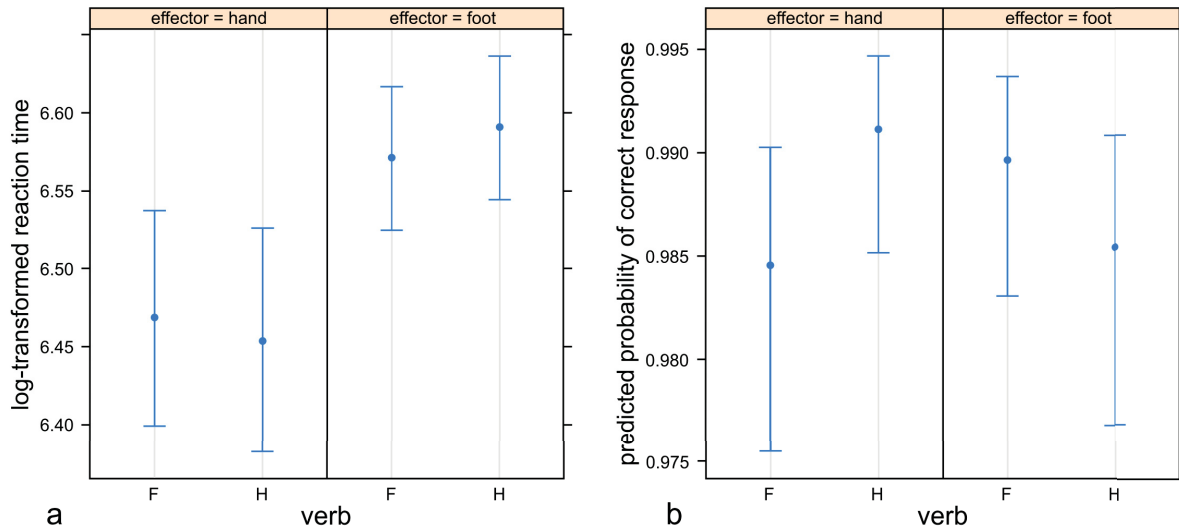 effector = hand
effector = foot
log-transformed reaction time
6.60
6.55
6.50
6.45
6.40
F
H
F
H
verb
a
effector = hand
effector = foot
predicted probability of correct response
0.995
0.990
0.985
0.980
0.975
F
H
F
H
verb
b